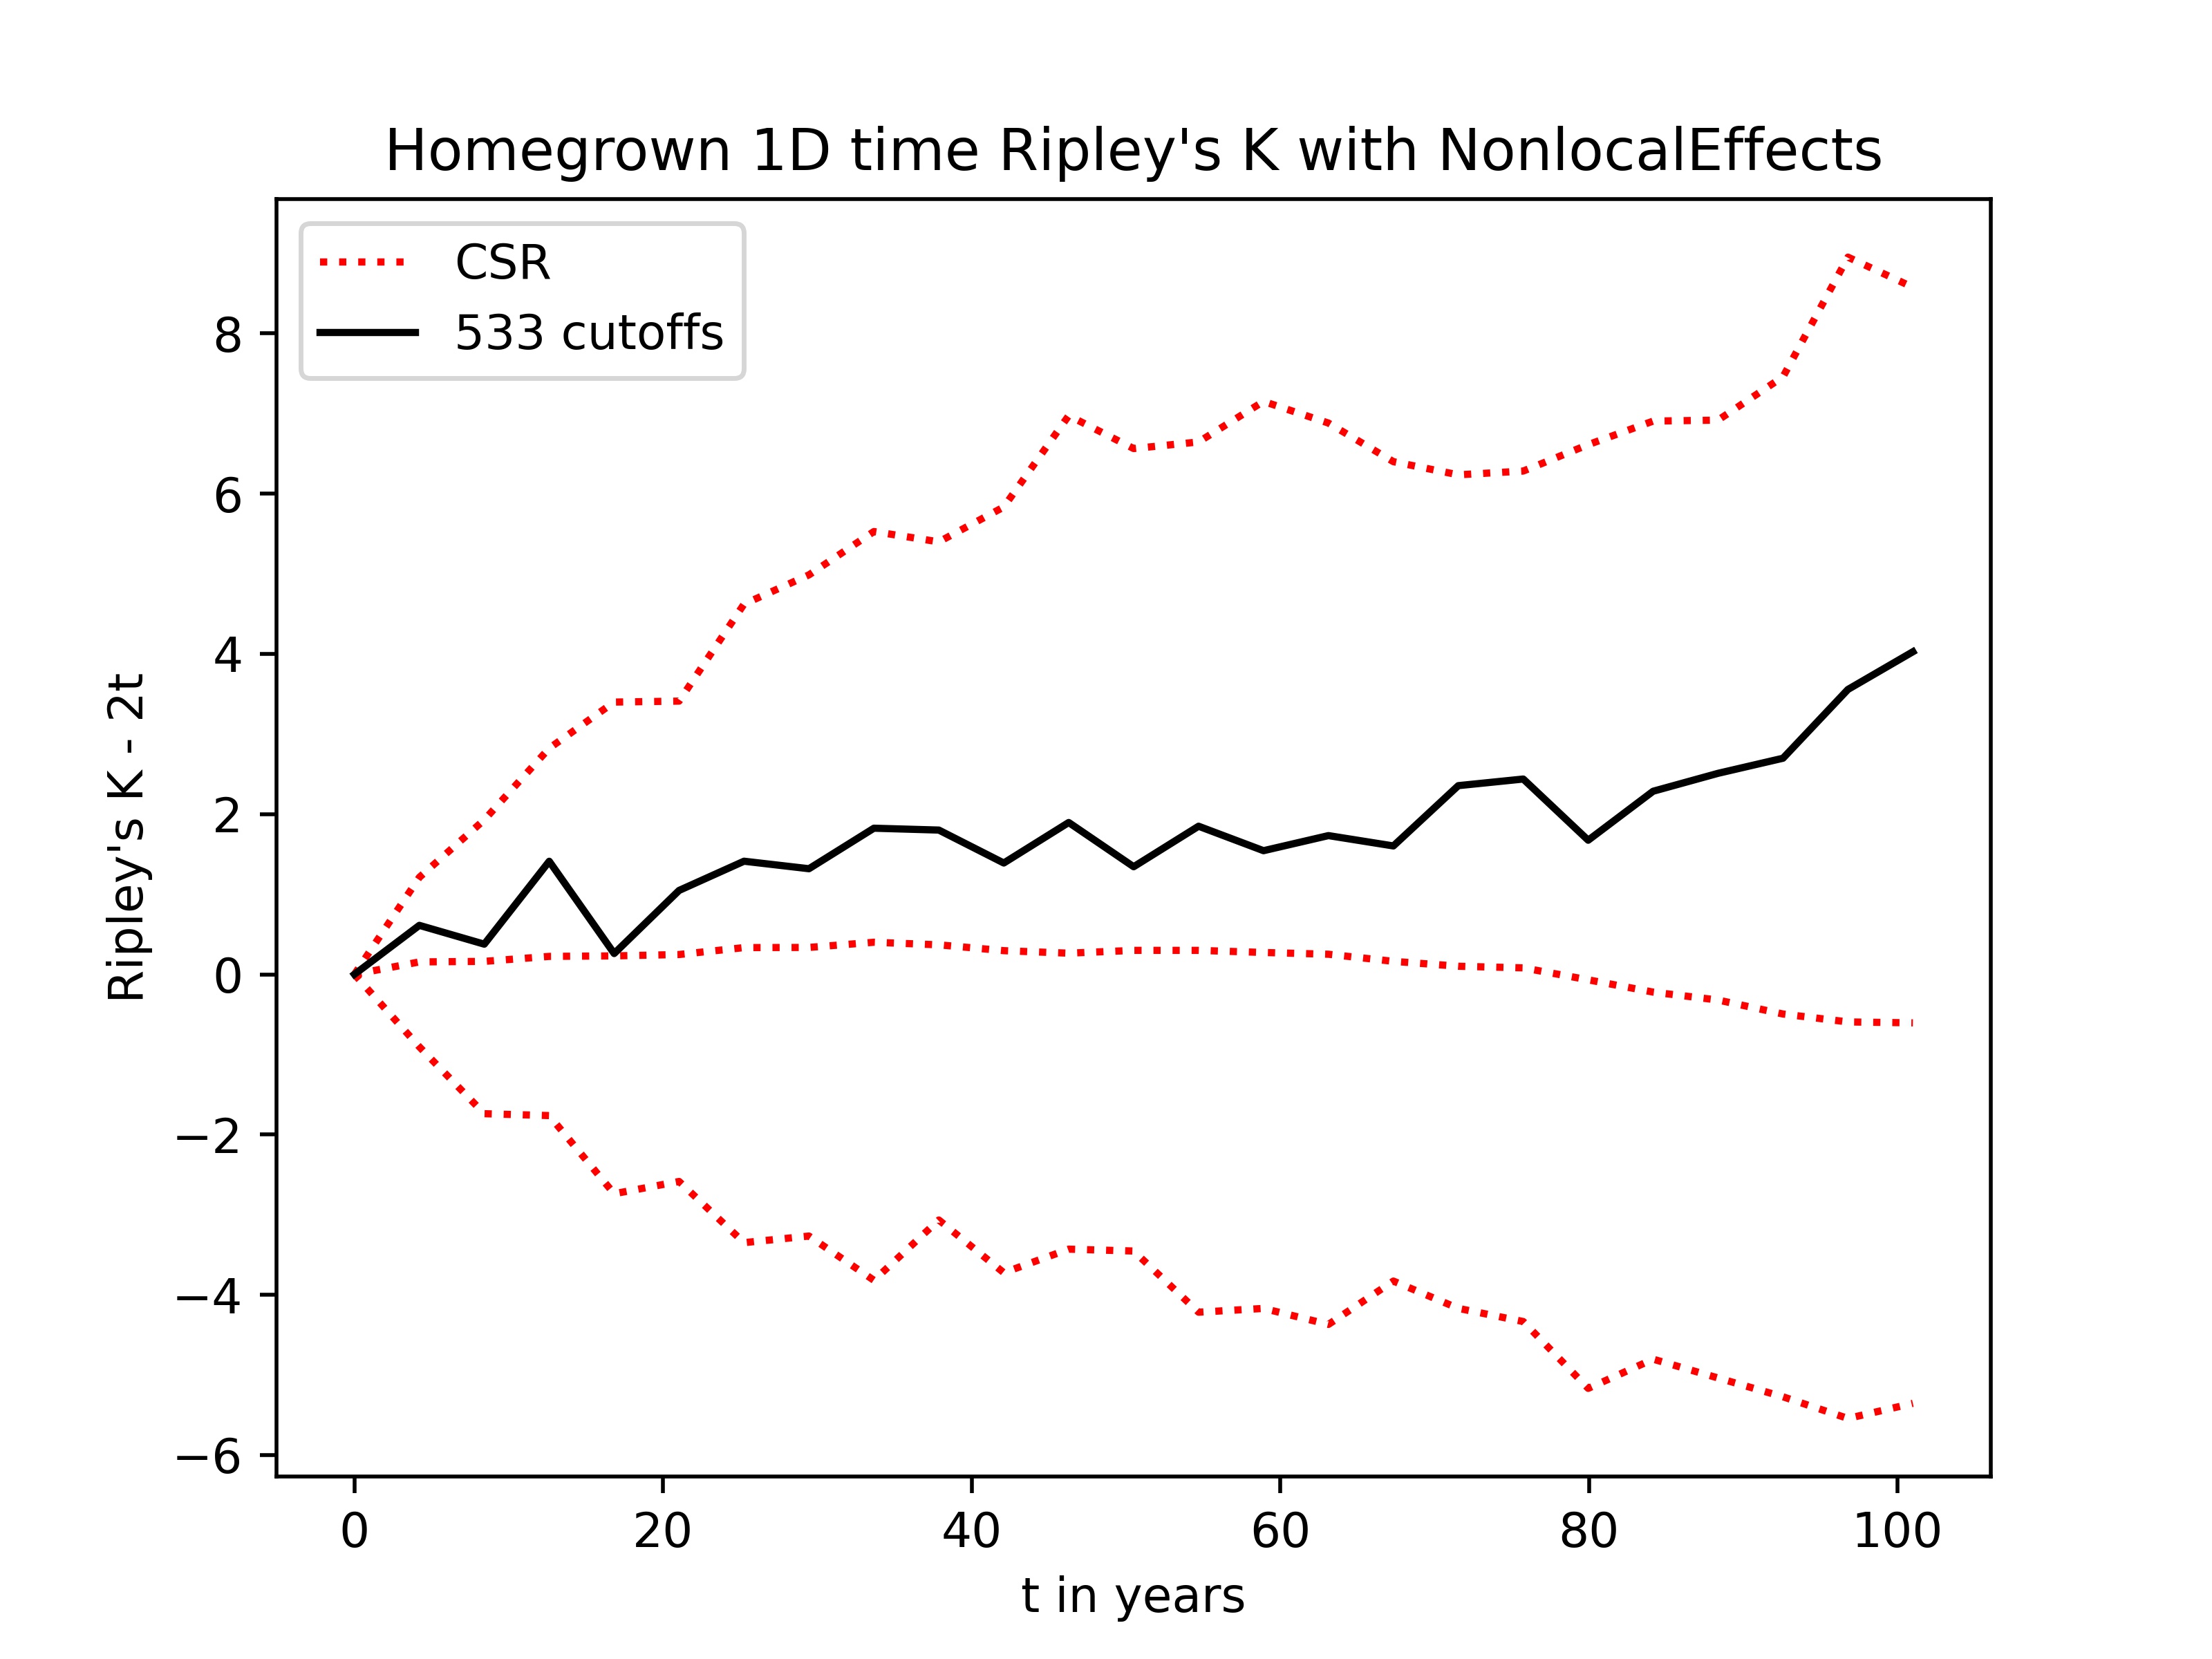 Homegrown 1D time Ripley's K with NonlocalEffects
CSR
533 cutoffs
Ripley's K - 2t
8
6
4
2
0
−2
−4
−6
0 20 40 60 80 100
t in years